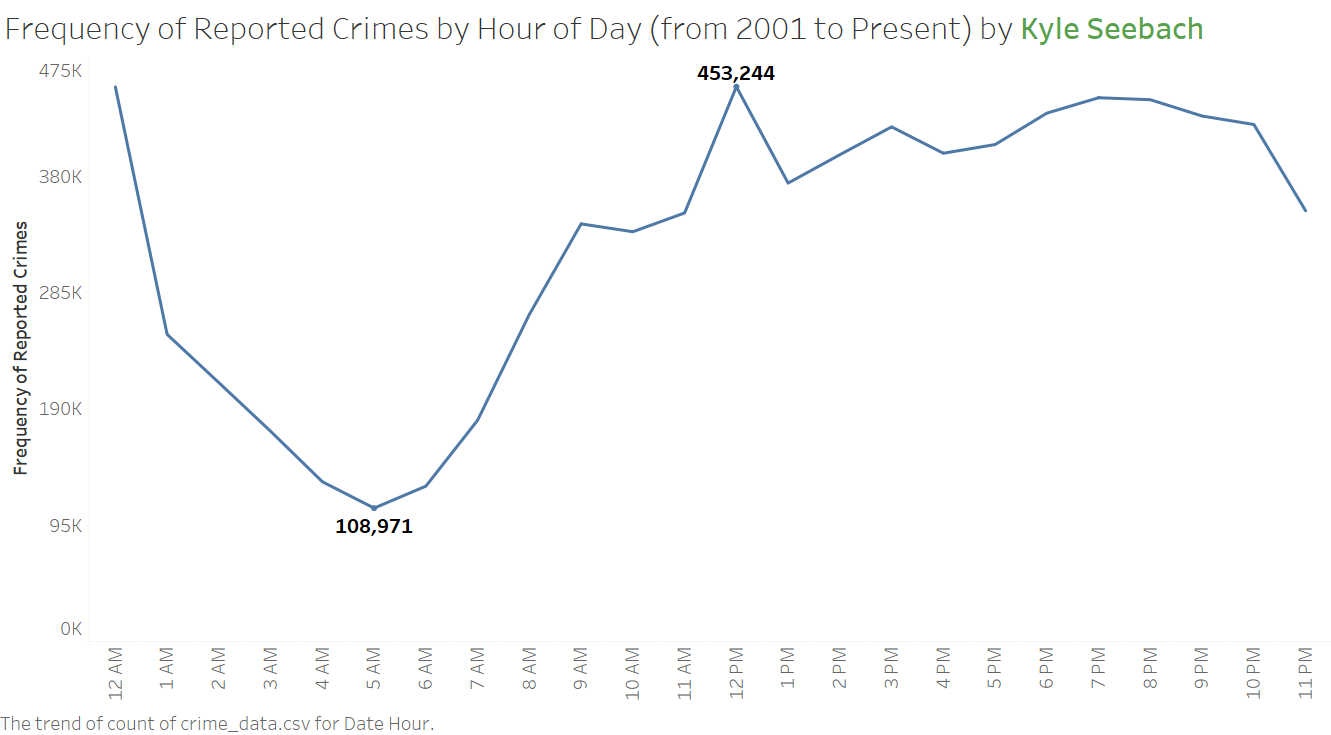 Frequency of Reported Crimes by Hour of Day (from 2001 to Present) by Kyle Seebach
Frequency of Reported Crimes
475K
380K
285K
190K
95K
0K
453,244
108,971
12 AM
1 AM
2 AM
3 AM
4 AM
5 AM
6 AM
7 AM
8 AM
9 AM
10 AM
11 AM
12 PM
1 PM
2 PM
3 PM
4 PM
5 PM
6 PM
7 PM
8 PM
9 PM
10 PM
11 PM
The trend of count of crime_data.csv for Date Hour.